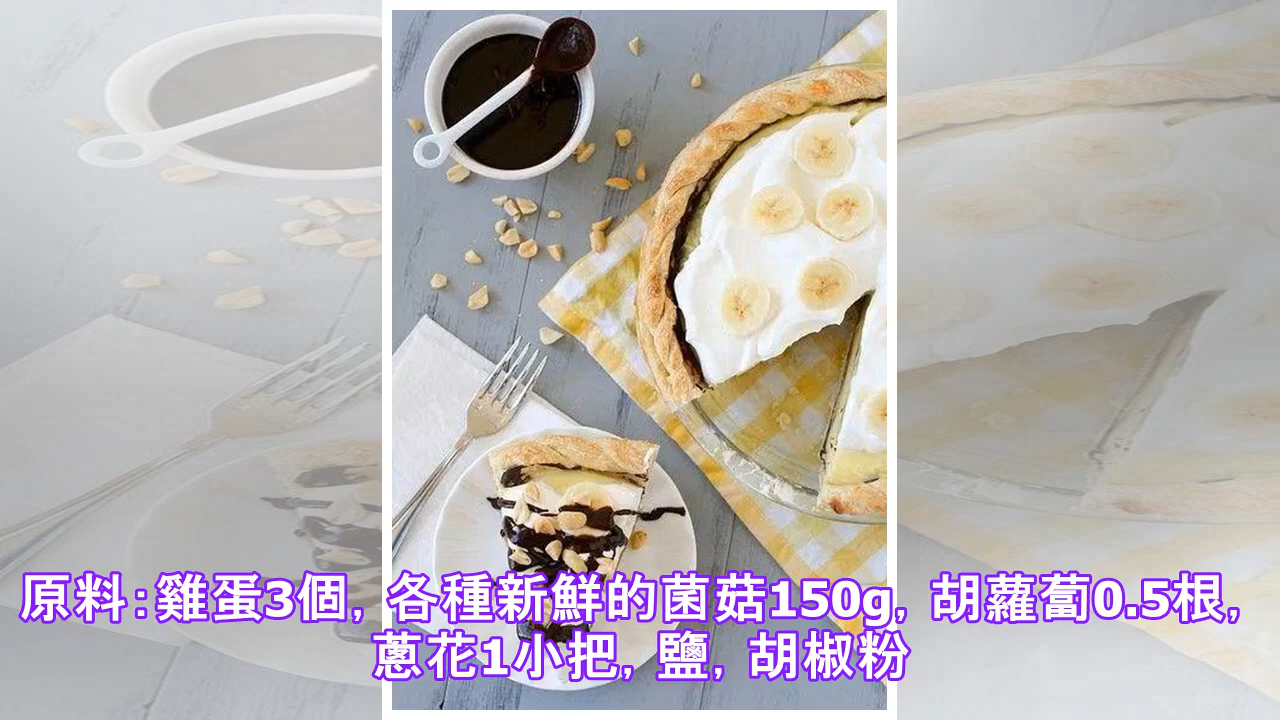 原料:雞蛋3個, 各種新鮮的菌菇150g, 胡蘿蔔0.5根,
蔥花1小把, 鹽, 胡椒粉